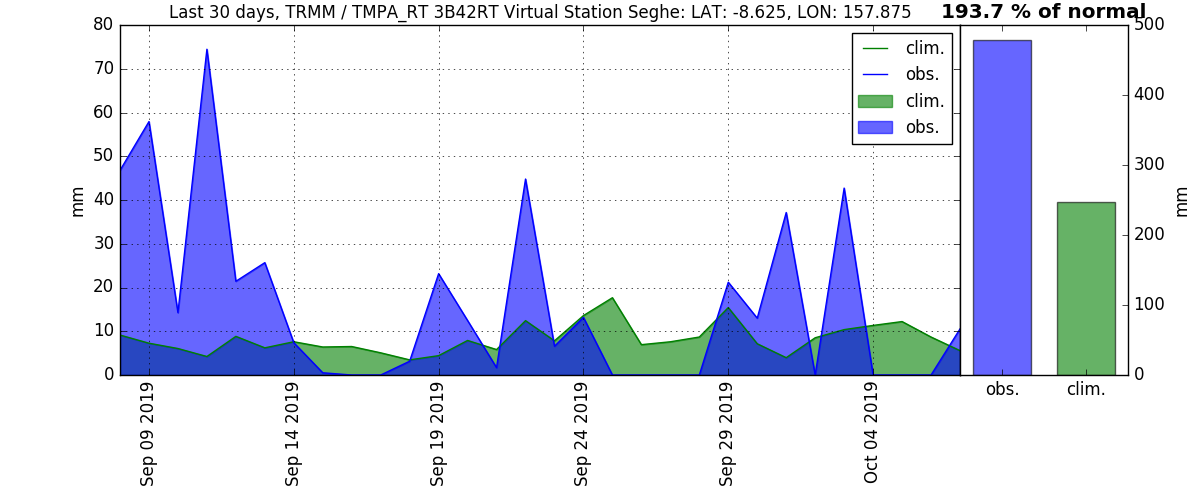 Last 30 days, TRMM / TMPA_RT 3B42RT Virtual Station Seghe: LAT: -8.625, LON: 157.875
193.7 % of normal
80
70
60
50
40
30
20
10
0
mm
clim.
obs.
clim.
obs.
Sep 09 2019
Sep 14 2019
Sep 19 2019
Sep 24 2019
Sep 29 2019
Oct 04 2019
500
400
300
200
100
0
mm
obs. clim.